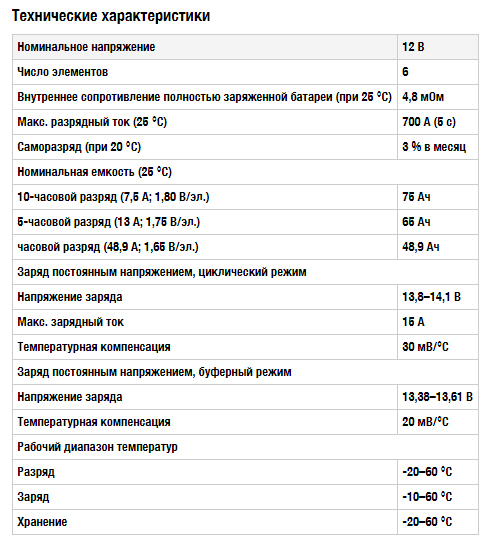 Технические характеристики
Номинальное напряжение 12 В
Число элементов 6
Внутреннее сопротивление полностью заряженной батареи (при 25 °C) 4,8 мОм
Макс. разрядный ток (25 °C) 700 А (5 с)
Саморазряд (при 20 °C) 3 % в месяц
Номинальная емкость (25 °C)
10-часовой разряд (7,5 А; 1,80 В/эл.) 75 Ач
5-часовой разряд (13 А; 1,75 В/эл.) 65 Ач
часовой разряд (48,9 А; 1,65 В/эл.) 48,9 Ач
Заряд постоянным напряжением, циклический режим
Напряжение заряда 13,8–14,1 В
Макс. зарядный ток 15 А
Температурная компенсация 30 мВ/°C
Заряд постоянным напряжением, буферный режим
Напряжение заряда 13,38–13,61 В
Температурная компенсация 20 мВ/°C
Рабочий диапазон температур
Разряд -20–60 °C
Заряд -10–60 °C
Хранение -20–60 °C